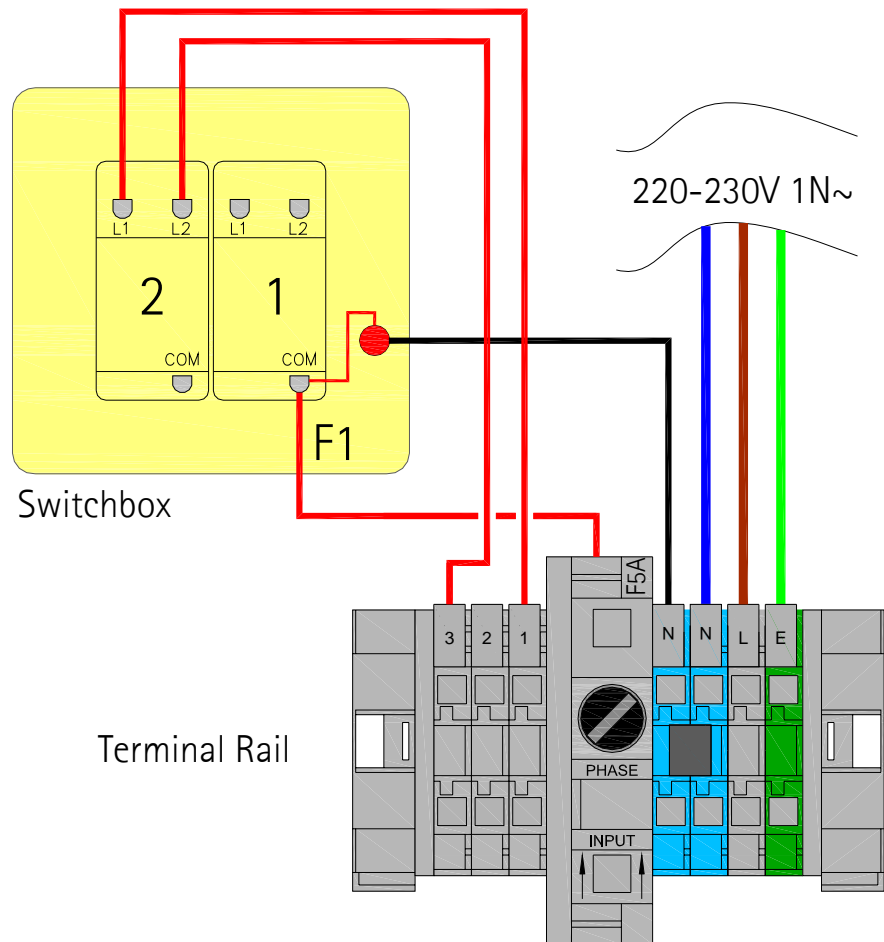 220-230V 1N~
L1 L2 L1 L2
2 1
COM COM
F1
Switchbox
F5A
3 2 1 N N L E
Terminal Rail
PHASE
INPUT